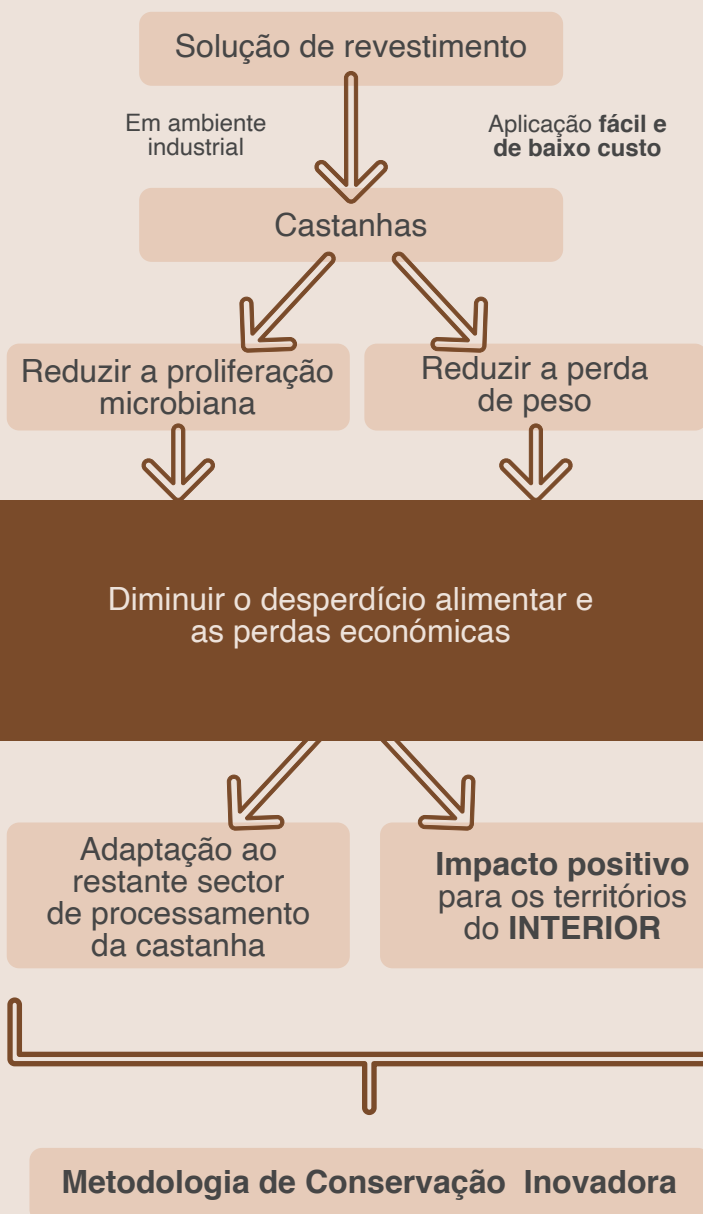 Solução de revestimento
Em ambiente
industrial
Aplicação fácil e
de baixo custo
Castanhas
Reduzir a proliferação
microbiana
Reduzir a perda
de peso
Diminuir o desperdício alimentar e
as perdas económicas
Adaptação ao
restante sector
de processamento
da castanha
Impacto positivo
para os territórios
do INTERIOR
Metodologia de Conservação Inovadora